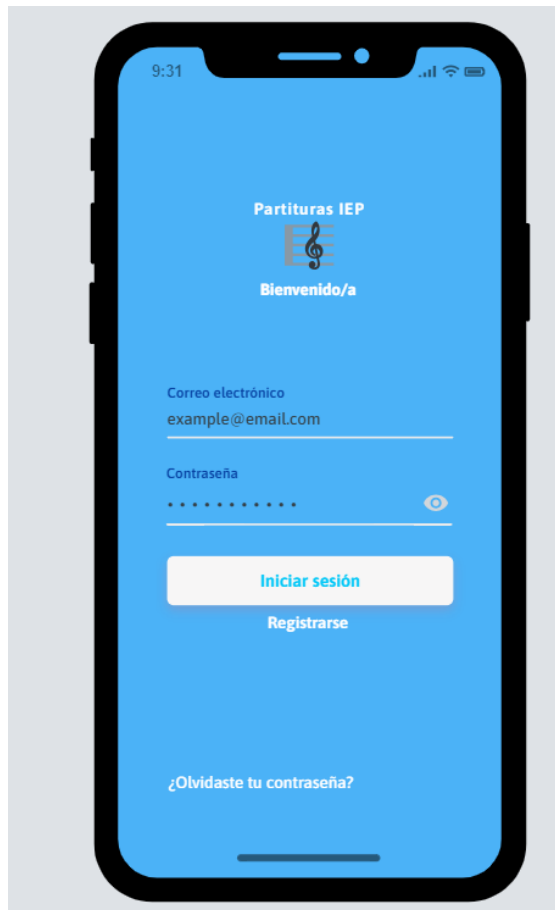 9:31
Partituras IEP
Bienvenido/a
Correo electrónico
example@email.com
Contraseña
Iniciar sesión
Registrarse
¿Olvidaste tu contraseña?